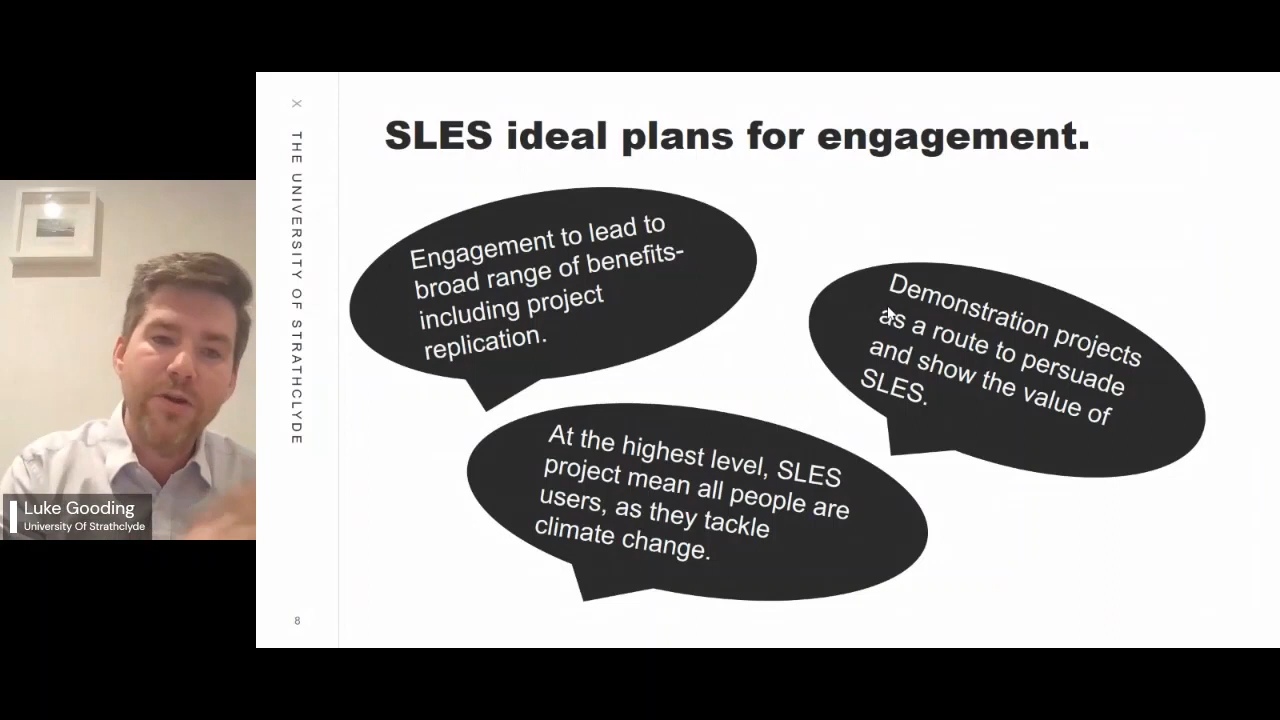 X THE UNIVERSITY OF STRATHCLYDE
SLES ideal plans for engagement.
Engagement to lead to
broad range of benefits-
including project
replication.
Demonstration projects
as a route to persuade
and show the value of
SLES.
At the highest level, SLES
project mean all people are
users, as they tackle
climate change.
Luke Gooding
University Of Strathclyde
8